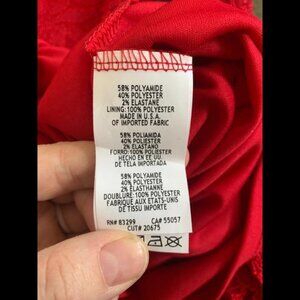 58% POLYAMIDE
40% POLYESTER
2% ELASTANE
LINING: 100% POLYESTER
MADE IN U.S.A.
OF IMPORTED FABRIC
58% POLIAMIDA
40% POLIESTER
2% ELASTANO
FORRO: 100% POLIESTER
HECHO EN EE UU.
DE TELA IMPORTADA
58% POLYAMIDE
40% POLYESTER
2% ELASTHANNE
DOUBLURE: 100% POLYESTER
FABRIQUE AUX ETATS-UNIS
DE TISSU IMPORTE
RN# 83299 CA# 55057
CUT# 20675